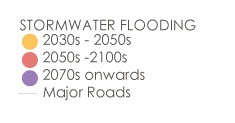 STORMWATER FLOODING
2030s - 2050s
2050s -2100s
2070s onwards
Major Roads